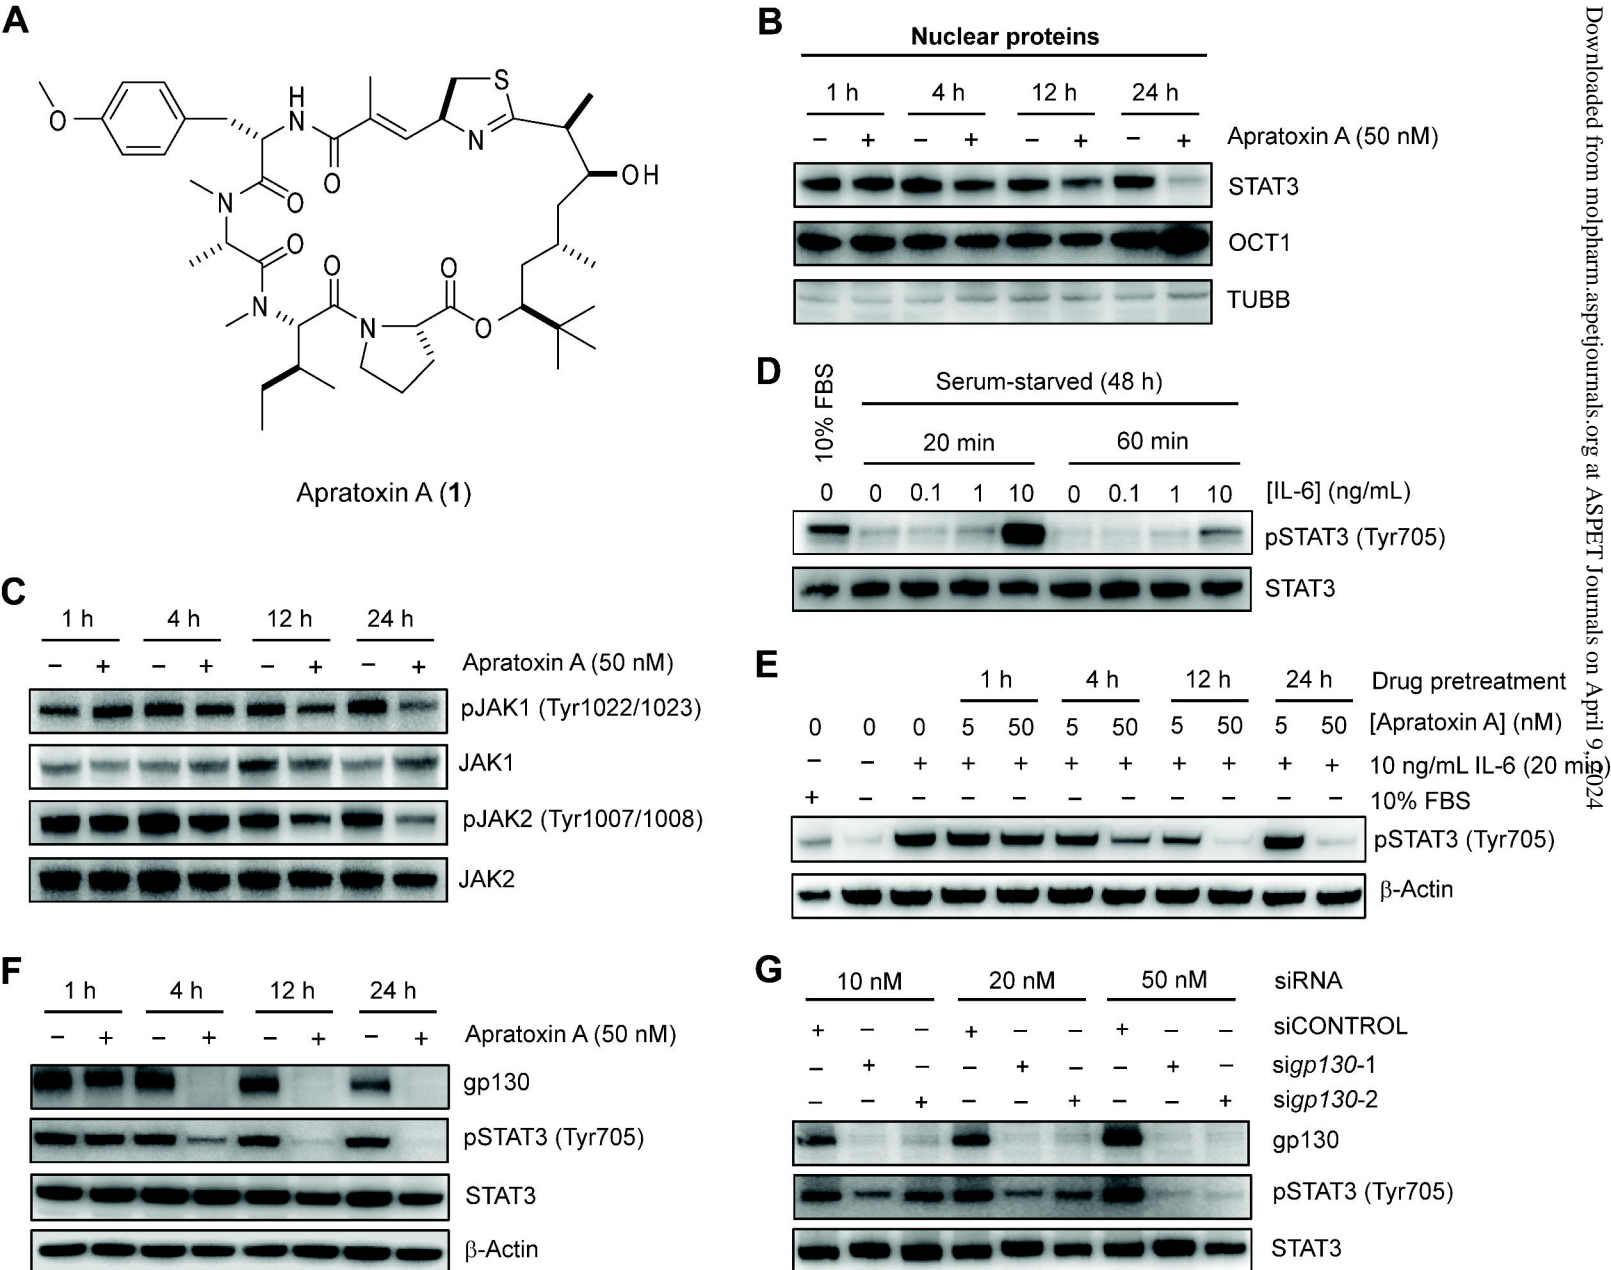 A
H
N
O
O
O
N
O
N
O
N
O
O
S
N
OH
Apratoxin A (1)
B
Nuclear proteins
1 h 4 h 12 h 24 h
– + – + – + – + Apratoxin A (50 nM)
STAT3
OCT1
TUBB
C
1 h 4 h 12 h 24 h
– + – + – + – + Apratoxin A (50 nM)
pJAK1 (Tyr1022/1023)
JAK1
pJAK2 (Tyr1007/1008)
JAK2
D
10% FBS
Serum-starved (48 h)
20 min 60 min
0 0 0.1 1 10 0 0.1 1 10 [IL-6] (ng/mL)
pSTAT3 (Tyr705)
STAT3
E
1 h 4 h 12 h 24 h Drug pretreatment
0 0 0 5 50 5 50 5 50 5 50 [Apratoxin A] (nM)
– – + + + + + + + + + 10 ng/mL IL-6 (20 min)
+ – – – – – – – – – – 10% FBS
pSTAT3 (Tyr705)
β-Actin
F
1 h 4 h 12 h 24 h
– + – + – + – + Apratoxin A (50 nM)
gp130
pSTAT3 (Tyr705)
STAT3
β-Actin
G
10 nM 20 nM 50 nM siRNA
+ – – + – – + – – siCONTROL
– + – – + – – + – sigp130-1
– – + – – + – – + sigp130-2
gp130
pSTAT3 (Tyr705)
STAT3
Downloaded from molpharm.aspetjournals.org at ASPET Journals on April 9, 2024